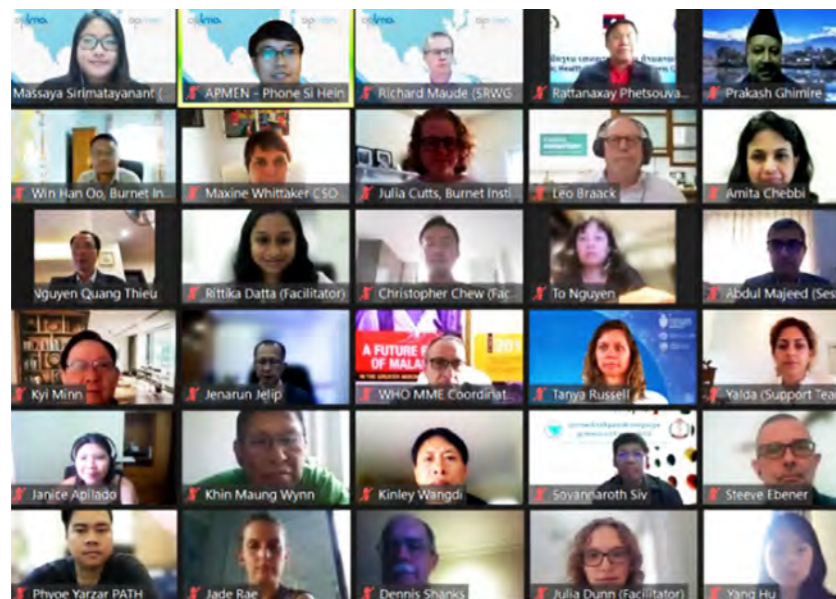 Massaya Sirimatayanant (
APMEN - Phone Si Hein
Richard Maude (SRWG
Rattanaxay Phetsouva...
Prakash Ghimire
Win Han Oo, Burnet In...
Maxine Whittaker CSO
Julia Cutts, Burnet Insti...
Leo Braack
Amita Chebbi
Nguyen Quang Thieu
Rittika Datta (Facilitator)
Christopher Chew (Fac...
To Nguyen
Abdul Majeed (Sec
A FUTURE
OF MALA
Kyi Minn
Jenarun Jelip
WHO MME Coordinat...
Tanya Russell
Yalda (Support Tea
Janice Apilado
Khin Maung Wynn
Kinley Wangdi
Sovannaroth Siv
Steeve Ebener
Phyoe Yarzar PATH
Jade Rae
Dennis Shanks
Julia Dunn (Facilitator)
Yang Hu